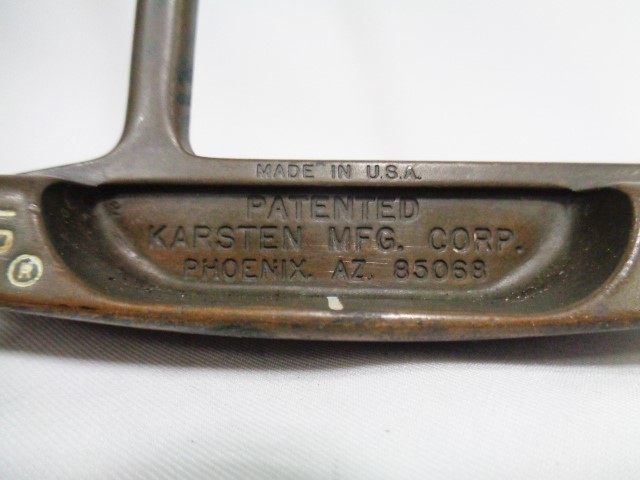 MADE IN U.S.A.
PATENTED
KARSTEN MFG. CORP.
PHOENIX. AZ. 85068
®